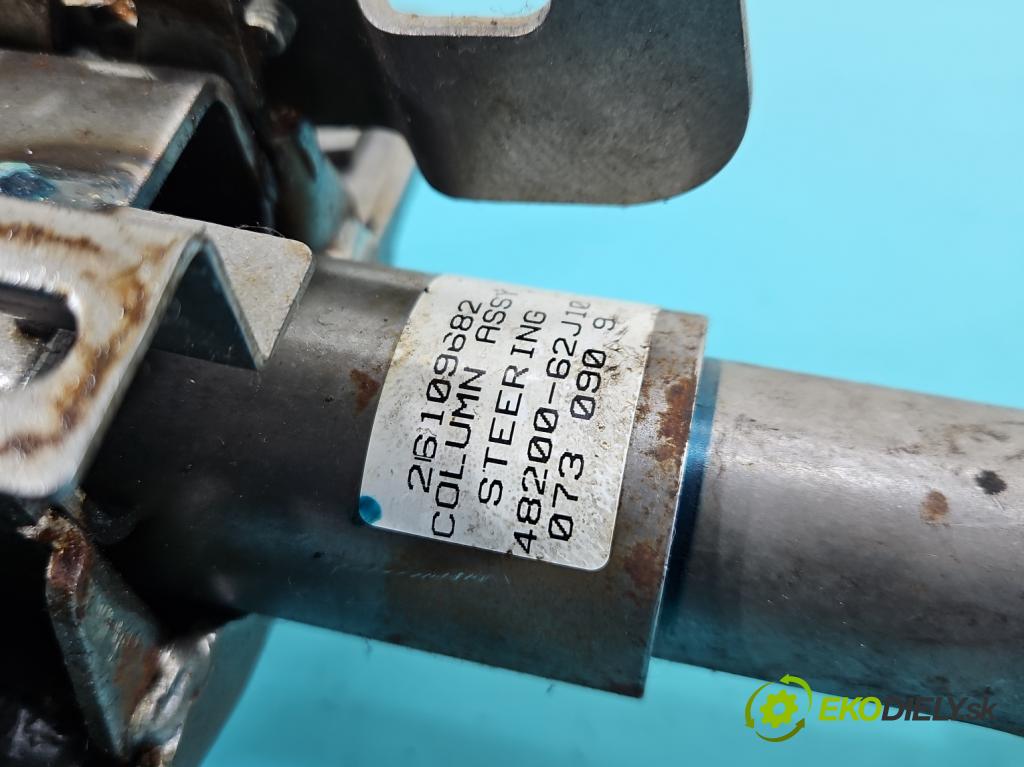 26109682
COLUMN ASSY
STEERING
48200-62J10
073 090 9
EKODIELY.sk